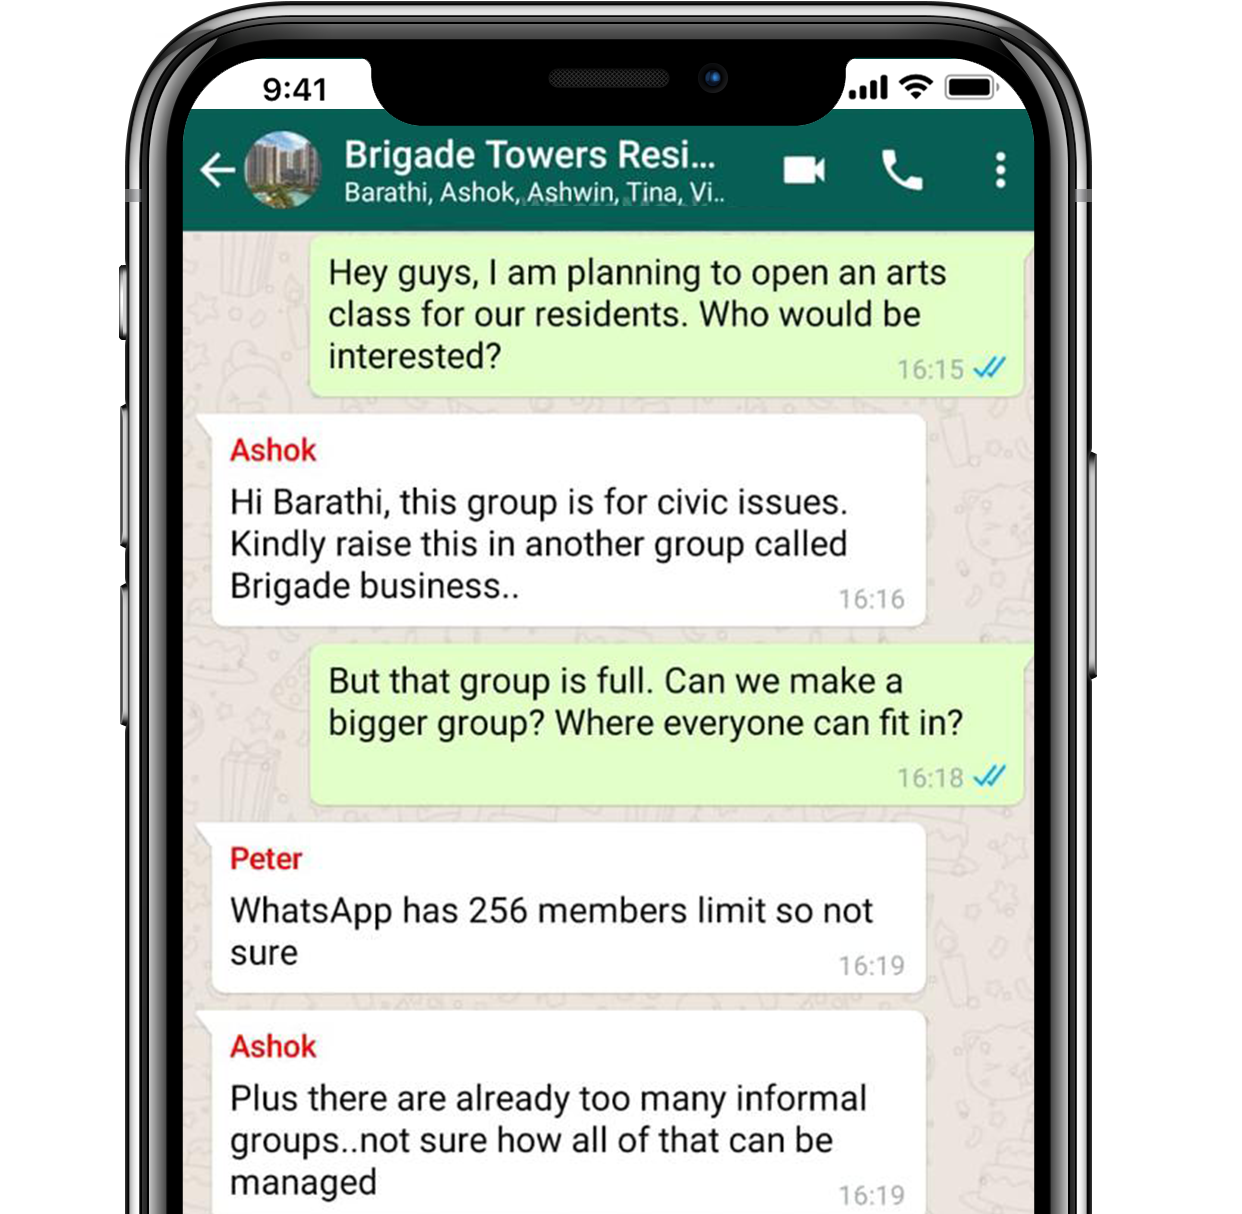 9:41
Brigade Towers Resi...
Barathi, Ashok, Ashwin, Tina, Vi..
Hey guys, I am planning to open an arts
class for our residents. Who would be
interested?
16:15
Ashok
Hi Barathi, this group is for civic issues.
Kindly raise this in another group called
Brigade business..
16:16
But that group is full. Can we make a
bigger group? Where everyone can fit in?
16:18
Peter
WhatsApp has 256 members limit so not
sure
16:19
Ashok
Plus there are already too many informal
groups..not sure how all of that can be
managed
16:19